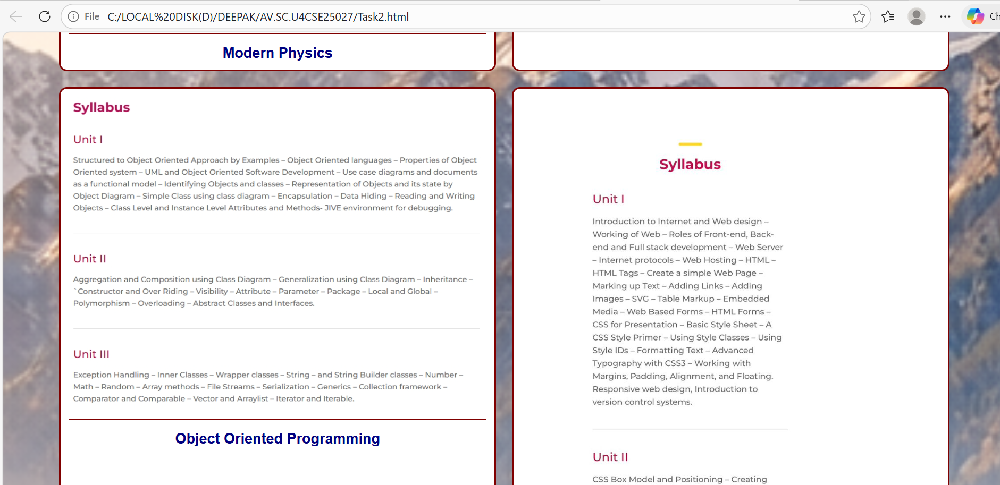 File C:/LOCAL%20DISK(D)/DEEPAK/AV.SC.U4CSE25027/Task2.html
Ch
Modern Physics
Syllabus
Unit I
Structured to Object Oriented Approach by Examples – Object Oriented languages – Properties of Object
Oriented system – UML and Object Oriented Software Development – Use case diagrams and documents
as a functional model – Identifying Objects and classes – Representation of Objects and its state by
Object Diagram – Simple Class using class diagram – Encapsulation – Data Hiding – Reading and Writing
Objects – Class Level and Instance Level Attributes and Methods- JIVE environment for debugging.
Unit II
Aggregation and Composition using Class Diagram – Generalization using Class Diagram – Inheritance –
`Constructor and Over Riding – Visibility – Attribute – Parameter – Package – Local and Global –
Polymorphism – Overloading – Abstract Classes and Interfaces.
Unit III
Exception Handling – Inner Classes – Wrapper classes – String – and String Builder classes – Number –
Math – Random – Array methods – File Streams – Serialization – Generics – Collection framework –
Comparator and Comparable – Vector and Arraylist – Iterator and Iterable.
Object Oriented Programming
Syllabus
Unit I
Introduction to Internet and Web design –
Working of Web – Roles of Front-end, Back-
end and Full stack development – Web Server
– Internet protocols – Web Hosting – HTML –
HTML Tags – Create a simple Web Page –
Marking up Text – Adding Links – Adding
Images – SVG – Table Markup – Embedded
Media – Web Based Forms – HTML Forms –
CSS for Presentation – Basic Style Sheet – A
CSS Style Primer – Using Style Classes – Using
Style IDs – Formatting Text – Advanced
Typography with CSS3 – Working with
Margins, Padding, Alignment, and Floating.
Responsive web design, Introduction to
version control systems.
Unit II
CSS Box Model and Positioning – Creating